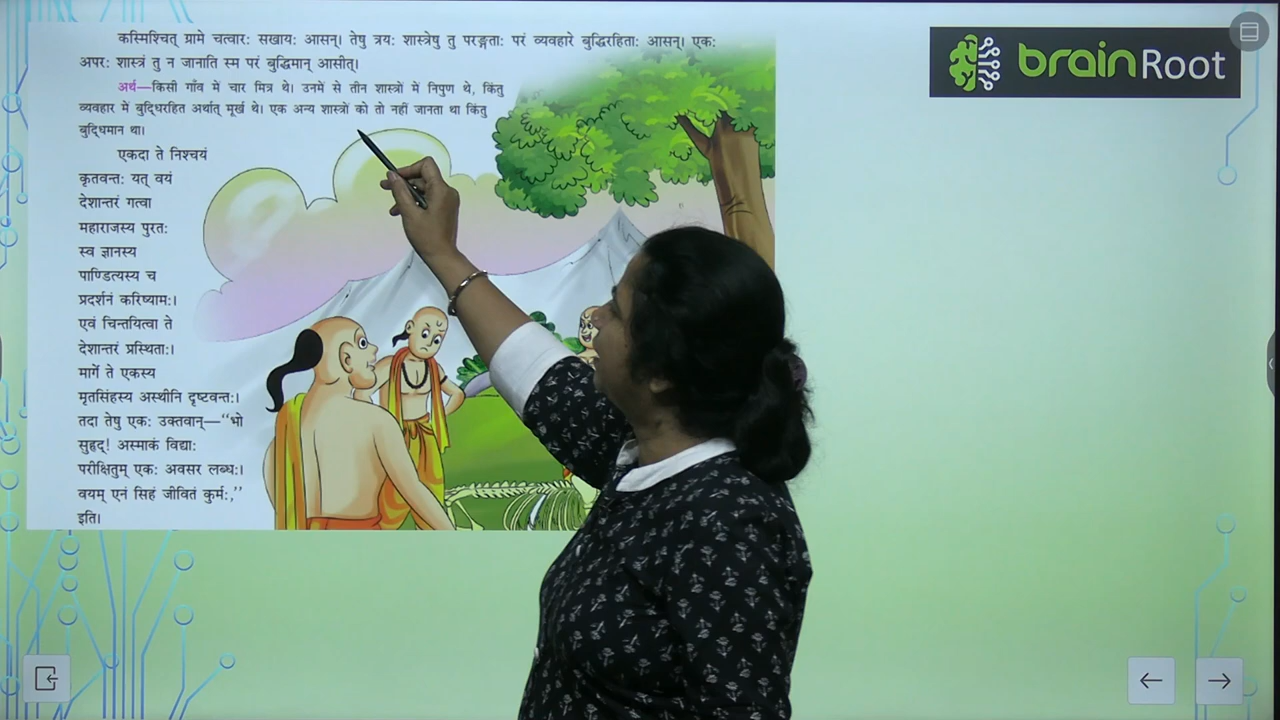 कस्मिश्चित् ग्रामे चत्वारः सखायः आसन्। तेषु त्रयः शास्त्रेषु तु परङ्गताः परं व्यवहारे बुद्धिरहिताः आसन्। एकः
अपरः शास्त्रं तु न जानाति स्म परं बुद्धिमान् आसीत्।
अर्थ—किसी गाँव में चार मित्र थे। उनमें से तीन शास्त्रों में निपुण थे, किंतु
व्यवहार में बुद्धिरहित अर्थात् मूर्ख थे। एक अन्य शास्त्रों को तो नहीं जानता था किंतु
बुद्धिमान था।
एकदा ते निश्चयं
कृतवन्तः यत् वयं
देशान्तरं गत्वा
महाराजस्य पुरतः
स्व ज्ञानस्य
पाण्डित्यस्य च
प्रदर्शनं करिष्यामः।
एवं चिन्तयित्वा ते
देशान्तरं प्रस्थिताः।
मार्गे ते एकस्य
मृतसिंहस्य अस्थीनि दृष्टवन्तः।
तदा तेषु एकः उक्तवान्—“भो
सुहृद्! अस्माकं विद्याः
परीक्षितुम् एकः अवसर लब्धः।
वयम् एनं सिहं जीवितं कुर्मः,”
इति।
brainRoot